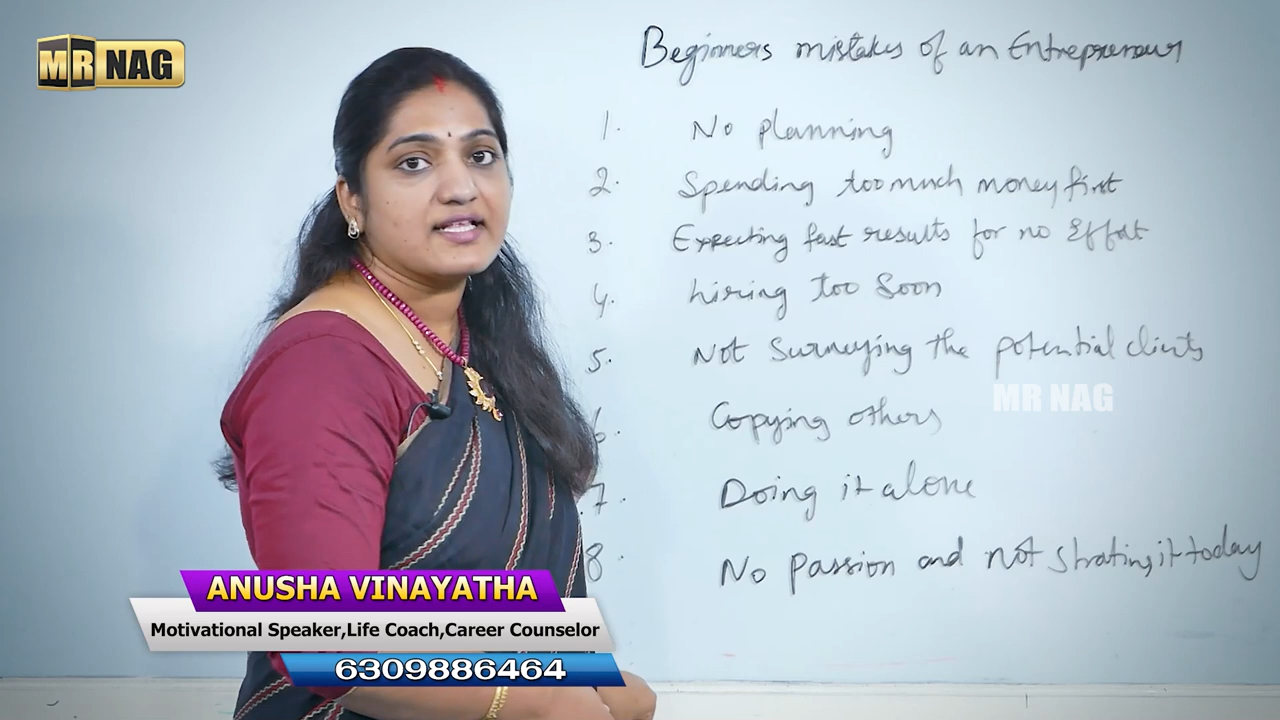 MR NAG
Beginners mistakes of an Entrepreneur
1. No planning
2. Spending too much money first
3. Expecting fast results for no Effort
4. hiring too Soon
5. Not Surveying the potential clients
MR NAG
6 Copying others
7. Doing it alone
8. No passion and not Strating it today
ANUSHA VINAYATHA
Motivational Speaker,Life Coach,Career Counselor
6309886464